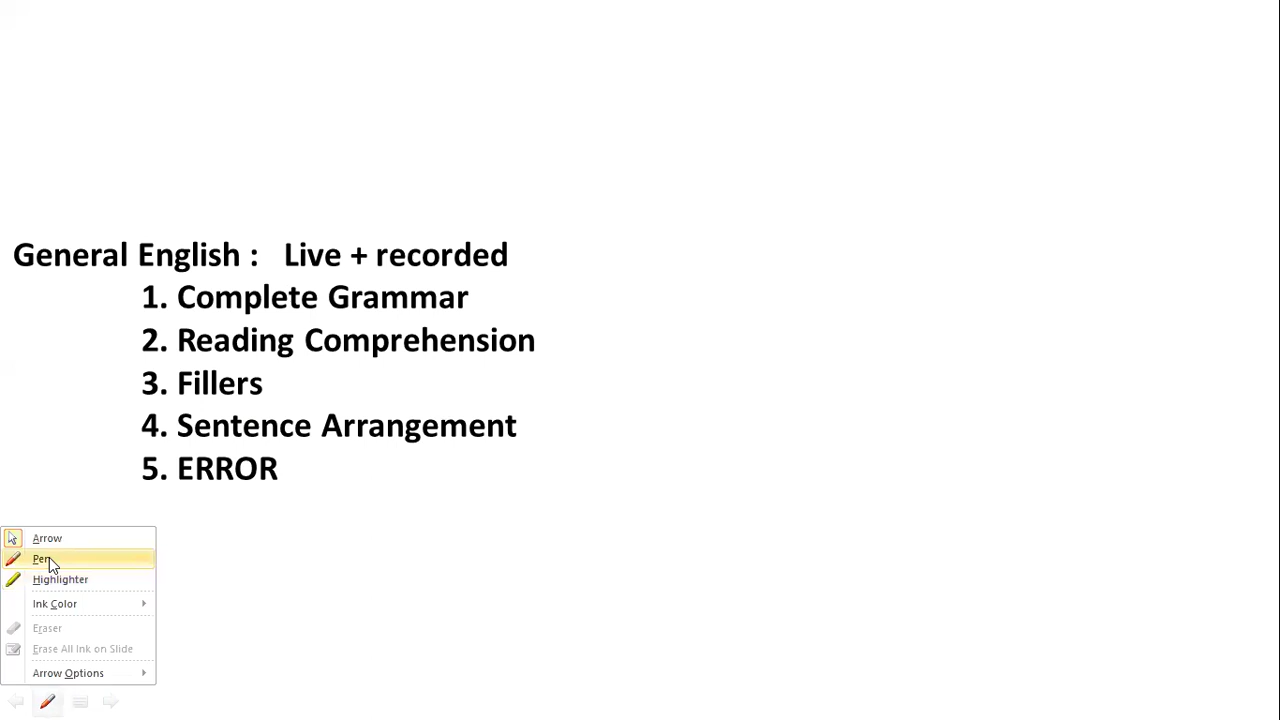 General English : Live + recorded
1. Complete Grammar
2. Reading Comprehension
3. Fillers
4. Sentence Arrangement
5. ERROR
Arrow
Pen
Highlighter
Ink Color
Eraser
Erase All Ink on Slide
Arrow Options